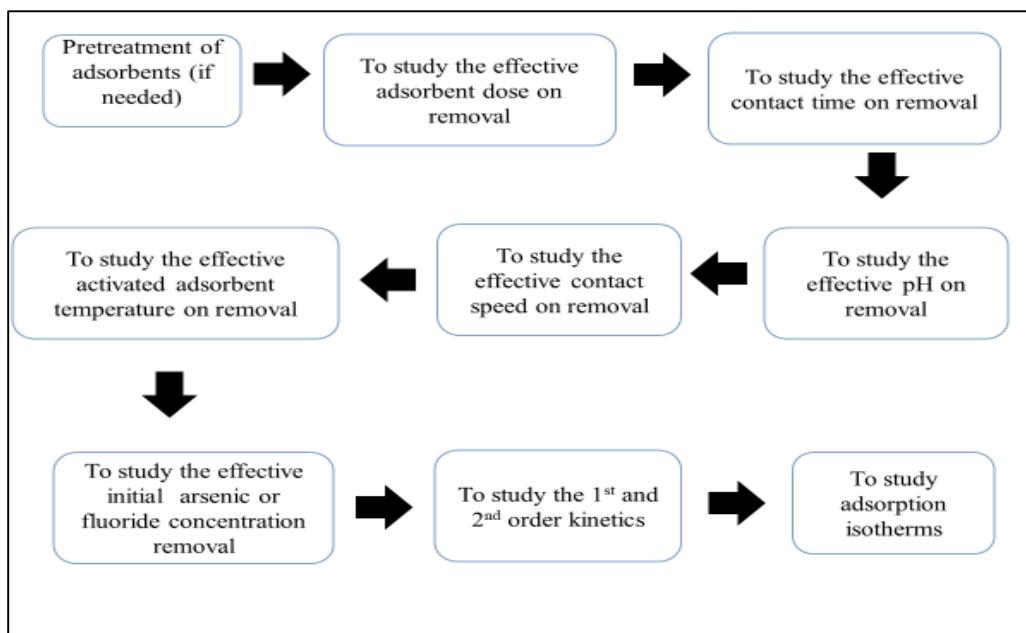 Pretreatment of
adsorbents (if
needed)
To study the effective
adsorbent dose on
removal
To study the effective
contact time on removal
To study the
effective pH on
removal
To study the
effective contact
speed on removal
To study the effective
activated adsorbent
temperature on removal
To study the effective
initial arsenic or
fluoride concentration
removal
To study the 1st and
2nd order kinetics
To study
adsorption
isotherms